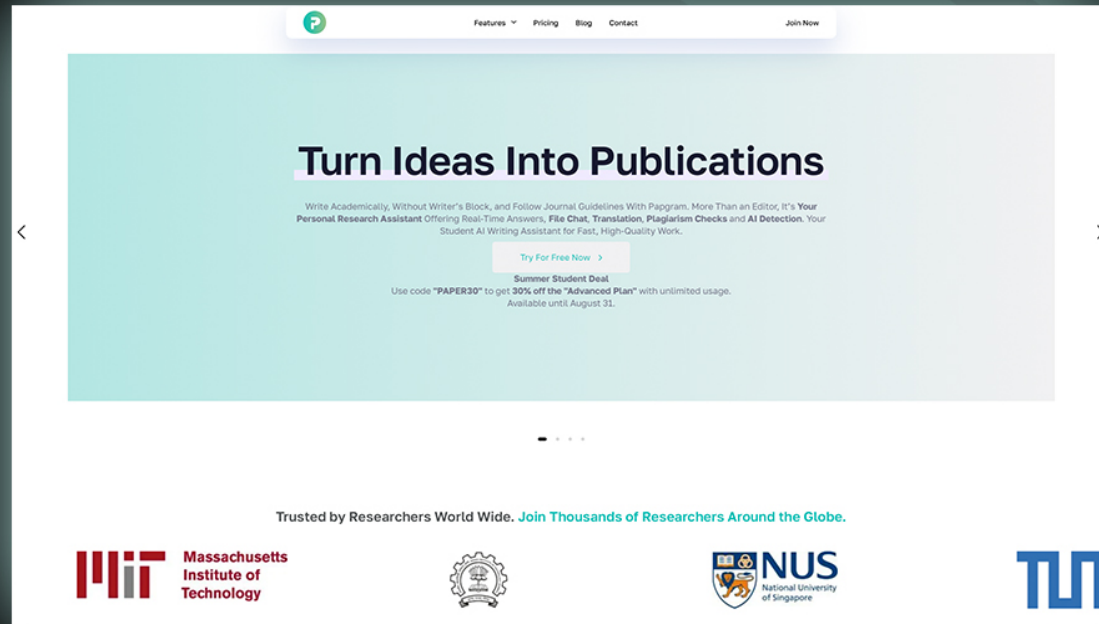 P
Features Pricing Blog Contact Join Now
Turn Ideas Into Publications
Write Academically, Without Writer's Block, and Follow Journal Guidelines With Papgram. More Than an Editor, It's Your
Personal Research Assistant Offering Real-Time Answers, File Chat, Translation, Plagiarism Checks and AI Detection. Your
Student AI Writing Assistant for Fast, High-Quality Work.
Try For Free Now
Summer Student Deal
Use code "PAPER30" to get 30% off the "Advanced Plan" with unlimited usage.
Available until August 31.
Trusted by Researchers World Wide. Join Thousands of Researchers Around the Globe.
MIT Massachusetts
Institute of
Technology
NUS
National University
of Singapore